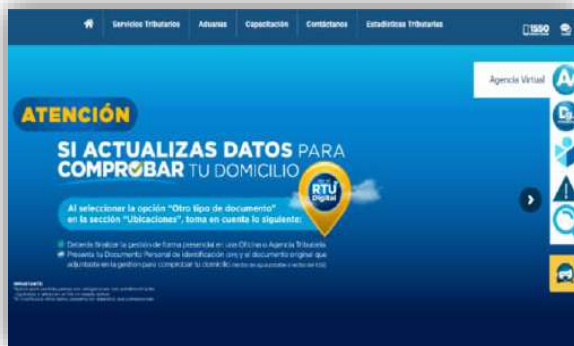 Servicios Tributarios Aduanas Capacitación Contáctanos Estadísticas Tributarias 1550
Agencia Virtual
ATENCIÓN
SI ACTUALIZAS DATOS PARA
COMPROBAR TU DOMICILIO
RTU
Digital
Al seleccionar la opción "Otro tipo de documento"
en la sección "Ubicaciones", toma en cuenta lo siguiente:
Deberás finalizar la gestión de forma presencial en una Oficina o Agencia Tributaria.
Presenta tu Documento Personal de Identificación (DPI) y el documento original que
adjuntaste en la gestión para comprobar tu domicilio
IMPORTANTE: